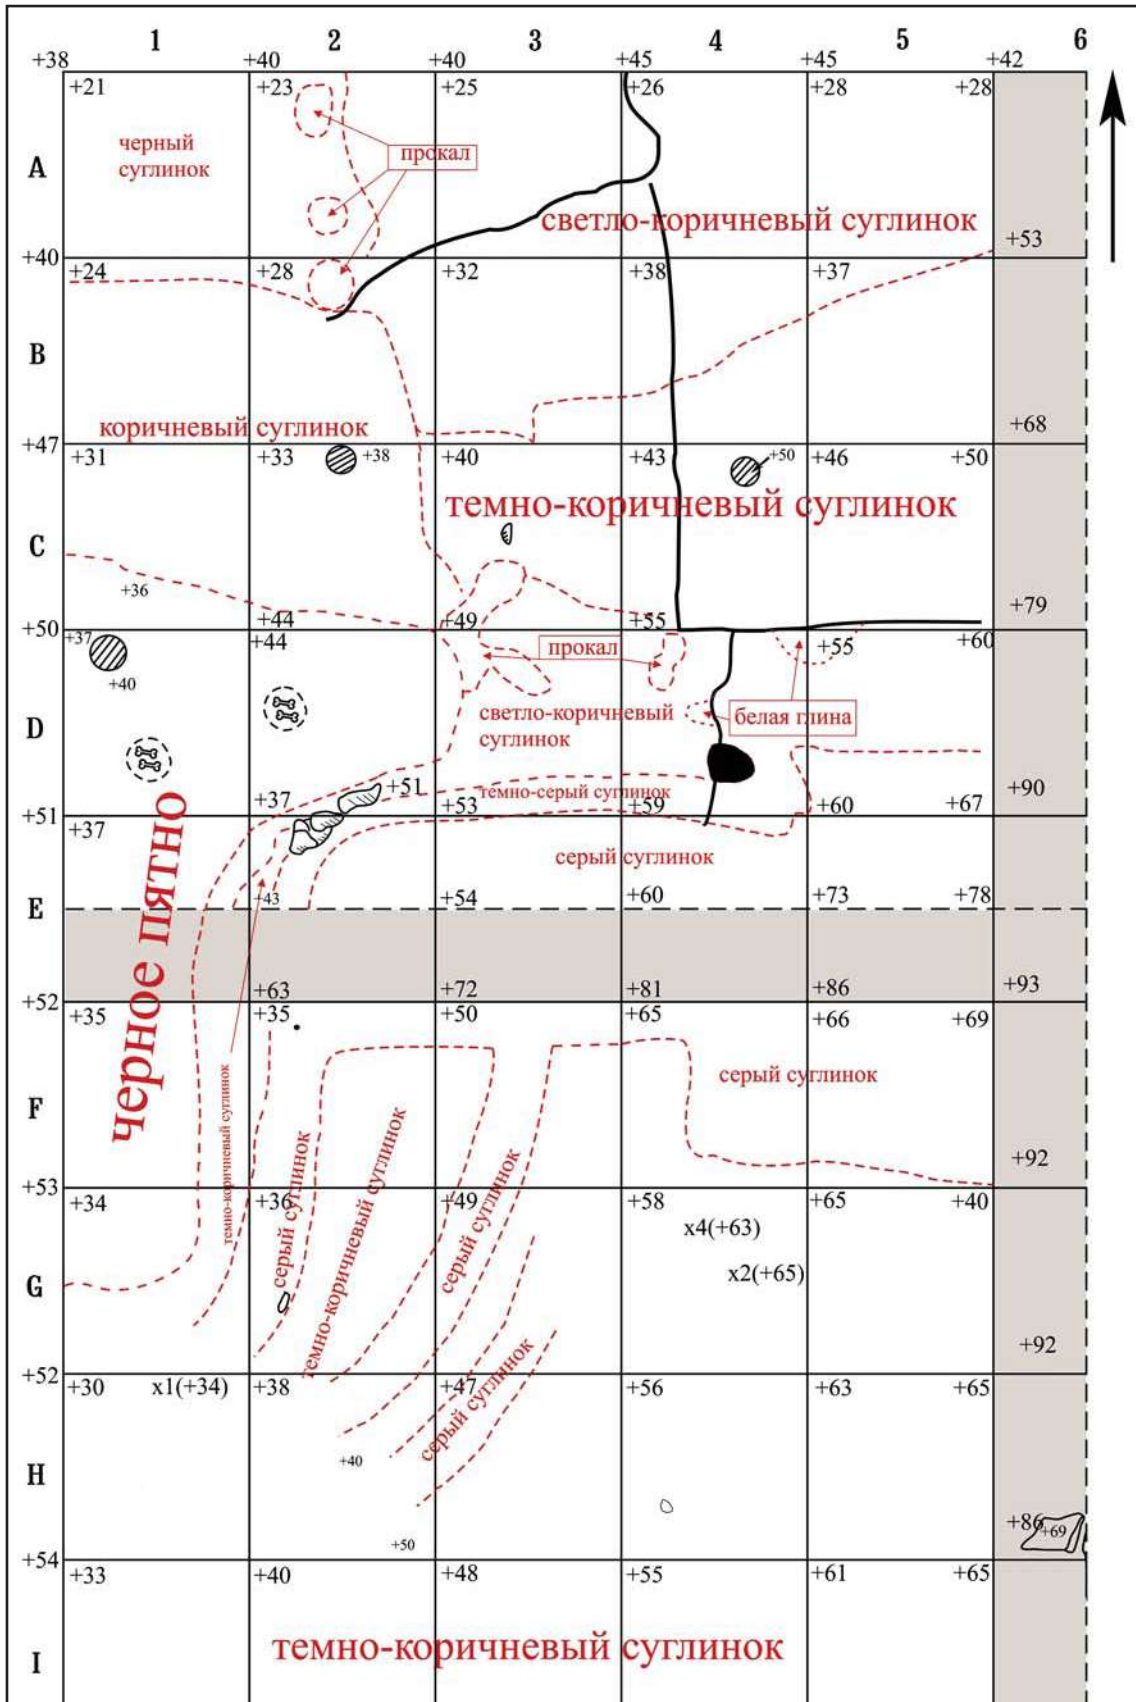 1 2 3 4 5 6
+38 +40 +40 +45 +45 +42
+21 +23 +25 +26 +28 +28
черный
суглинок
прокал
A
светло-коричневый суглинок
+53
+40
+24 +28 +32 +38 +37
B
коричневый суглинок
+68
+47
+31 +33 +38 +40 +43 +50 +46 +50
темно-коричневый суглинок
C
+36
+79
+44 +49 +55
+50
+37 +44 +55 +60
прокал
+40
светло-коричневый
суглинок
белая глина
D
+51
+90
+37 темно-серый суглинок
+53 +59 +60 +67
+51
+37
серый суглинок
черное пятно
+43 +54 +60 +73 +78
E
+63 +72 +81 +86 +93
+52
+35 +35 +50 +65 +66 +69
серый суглинок
F
темно-коричневый суглинок
серый суглинок
темно-коричневый суглинок
серый суглинок
+92
+53
+34 +36 +49 +58 +65 +40
x4(+63)
x2(+65)
G
+92
+52
+30 x1(+34) +38 +47 +56 +63 +65
серый суглинок
+40
H
+86
+69
+50
+54
+33 +40 +48 +55 +61 +65
темно-коричневый суглинок
I